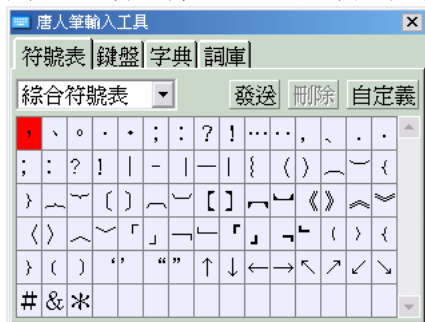 唐人筆輸入工具
符號表 鍵盤 字典 詞庫
綜合符號表 發送 刪除 自定義
， 、 。 · • ； ： ？ ！ … ‥ , 、 . ·
; : ? ! ︱ – | — | { ( ) ︵ ︶ {
} ︷ ︸ 〔 〕 ︹ ︺ 【 】 ︻ ︼ 《 》 ︽ ︾
〈 〉 ︿ ﹀ 「 」 ﹁ ﹂ 『 』 ﹃ ﹄ ( ) {
} ( ) ‘ ’ “ ” ↑ ↓ ← → ↖ ↗ ↙ ↘
# & *